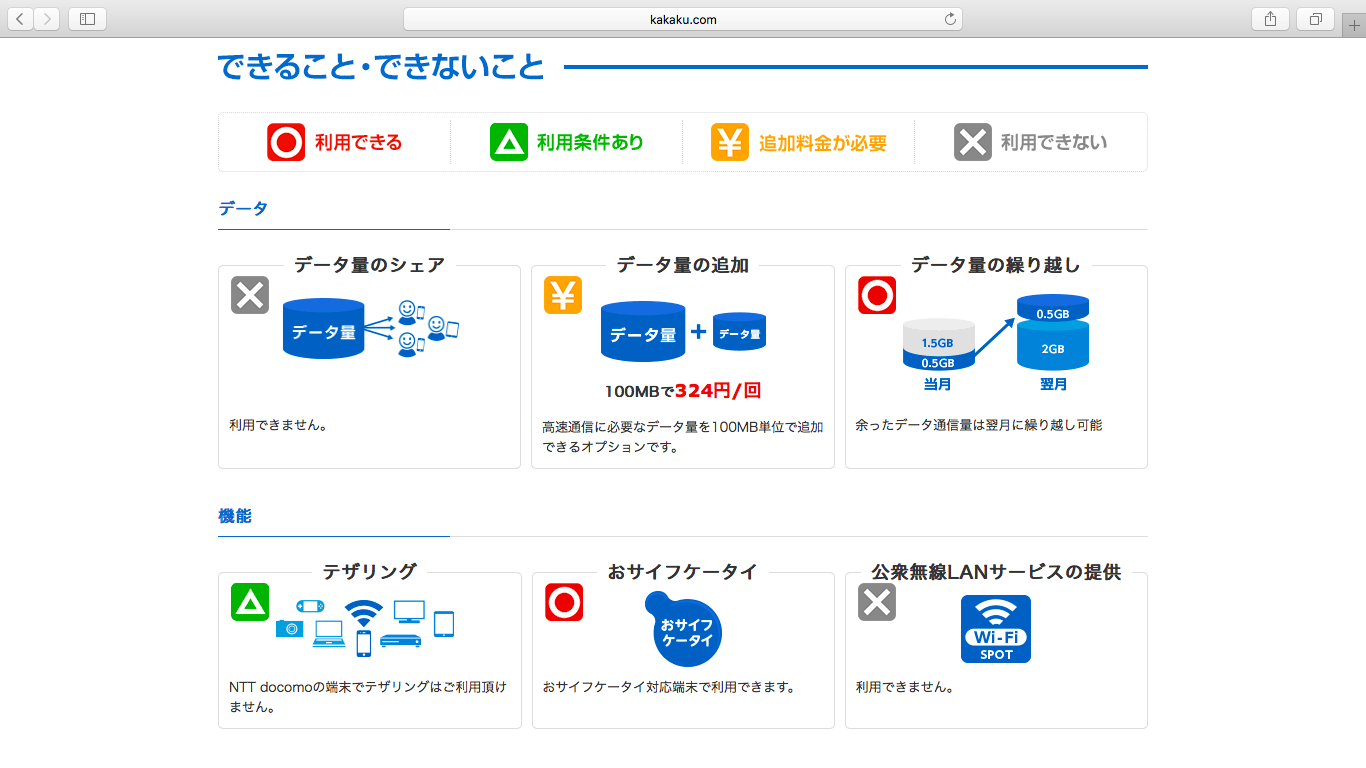 kakaku.com
できること・できないこと
利用できる
利用条件あり
追加料金が必要
利用できない
データ
データ量のシェア
データ量
利用できません。
データ量の追加
データ量 + データ量
100MBで324円/回
高速通信に必要なデータ量を100MB単位で追加
できるオプションです。
データ量の繰り越し
1.5GB
0.5GB
当月
0.5GB
2GB
翌月
余ったデータ通信量は翌月に繰り越し可能
機能
テザリング
NTT docomoの端末でテザリングはご利用頂け
ません。
おサイフケータイ
おサイフ
ケータイ
おサイフケータイ対応端末で利用できます。
公衆無線LANサービスの提供
Wi-Fi
SPOT
利用できません。